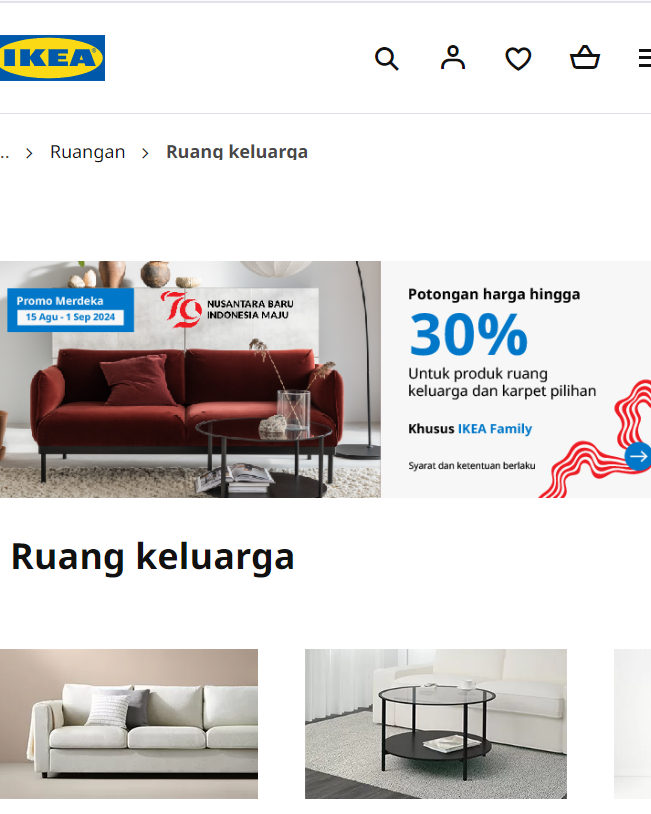 IKEA
Ruangan
Ruang keluarga
Promo Merdeka
15 Agu - 1 Sep 2024
79
NUSANTARA BARU
INDONESIA MAJU
Potongan harga hingga
30%
Untuk produk ruang
keluarga dan karpet pilihan
Khusus IKEA Family
Syarat dan ketentuan berlaku
Ruang keluarga